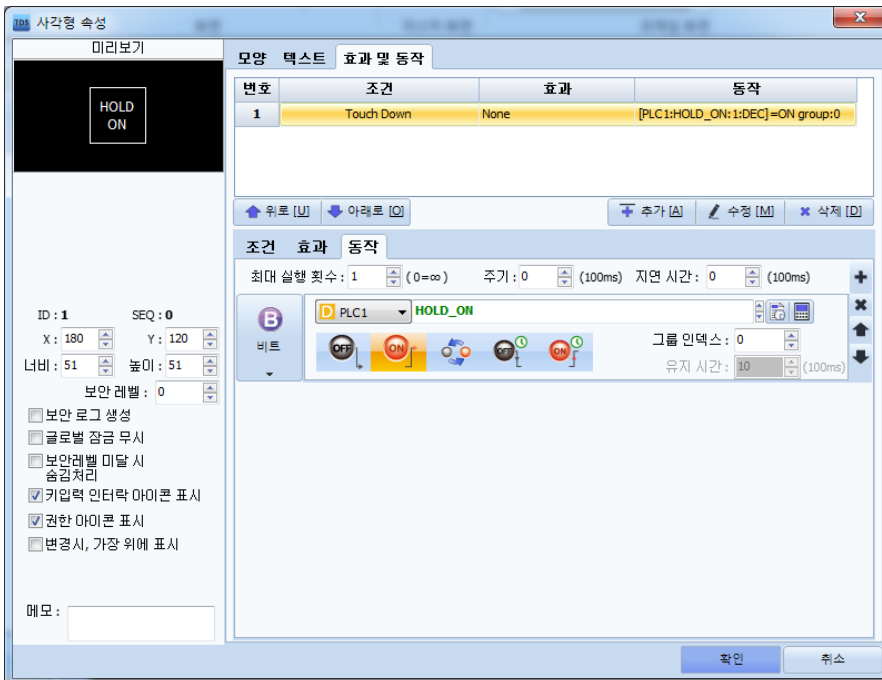 TDS 사각형 속성
미리보기
HOLD
ON
모양 텍스트 효과 및 동작
번호 조건 효과 동작
1 Touch Down None [PLC1:HOLD_ON:1:DEC]=ON group:0
위로 [U] 아래로 [O] 추가 [A] 수정 [M] 삭제 [D]
조건 효과 동작
최대 실행 횟수 : 1 ( 0=∞ ) 주기 : 0 (100ms) 지연 시간 : 0 (100ms)
B
비트
D PLC1 HOLD_ON
OFF ON OFF ON
그룹 인덱스 : 0
유지 시간 : 10 (100ms)
ID : 1 SEQ : 0
X : 180 Y : 120
너비 : 51 높이 : 51
보안 레벨 : 0
보안 로그 생성
글로벌 잠금 무시
보안레벨 미달 시
숨김처리
키입력 인터락 아이콘 표시
권한 아이콘 표시
변경시, 가장 위에 표시
메모 :
확인 취소